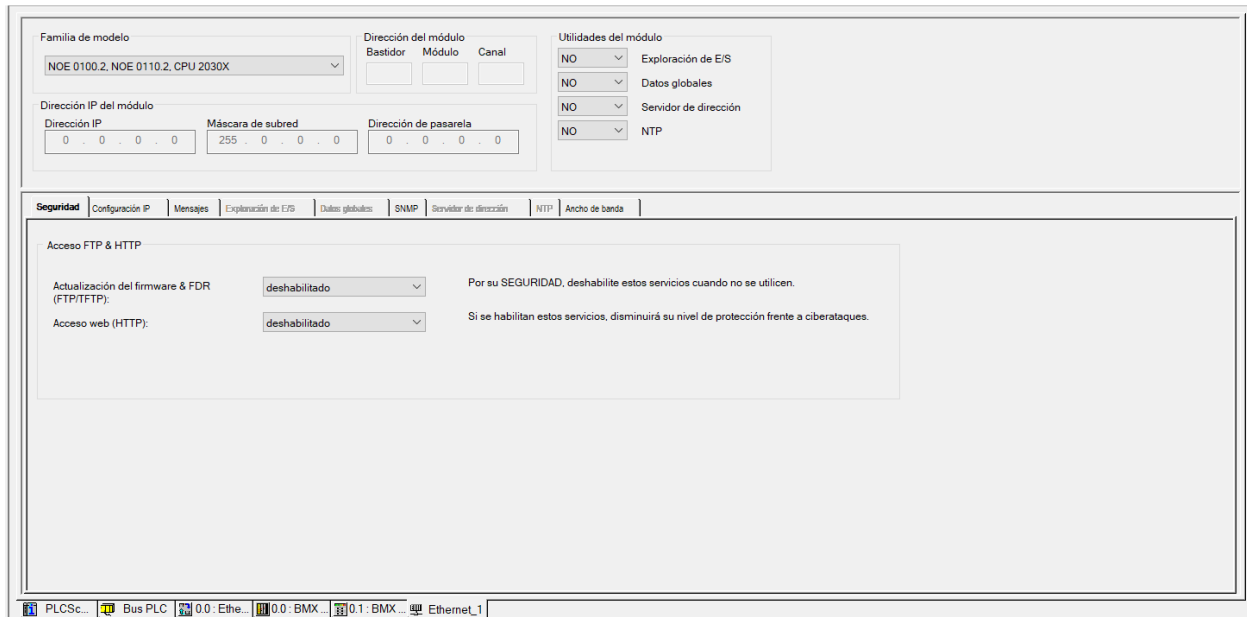 Familia de modelo
NOE 0100.2, NOE 0110.2, CPU 2030X
Dirección del módulo
Bastidor Módulo Canal
Utilidades del módulo
NO Exploración de E/S
NO Datos globales
NO Servidor de dirección
NO NTP
Dirección IP del módulo
Dirección IP Máscara de subred Dirección de pasarela
0 . 0 . 0 . 0 255 . 0 . 0 . 0 0 . 0 . 0 . 0
Seguridad Configuración IP Mensajes Exploración de E/S Datos globales SNMP Servidor de dirección NTP Ancho de banda
Acceso FTP & HTTP
Actualización del firmware & FDR
(FTP/TFTP):
deshabilitado
Por su SEGURIDAD, deshabilite estos servicios cuando no se utilicen.
Acceso web (HTTP):
deshabilitado
Si se habilitan estos servicios, disminuirá su nivel de protección frente a ciberataques.
PLCSc... Bus PLC 0.0 : Ethe... 0.0 : BMX ... 0.1 : BMX ... Ethernet_1